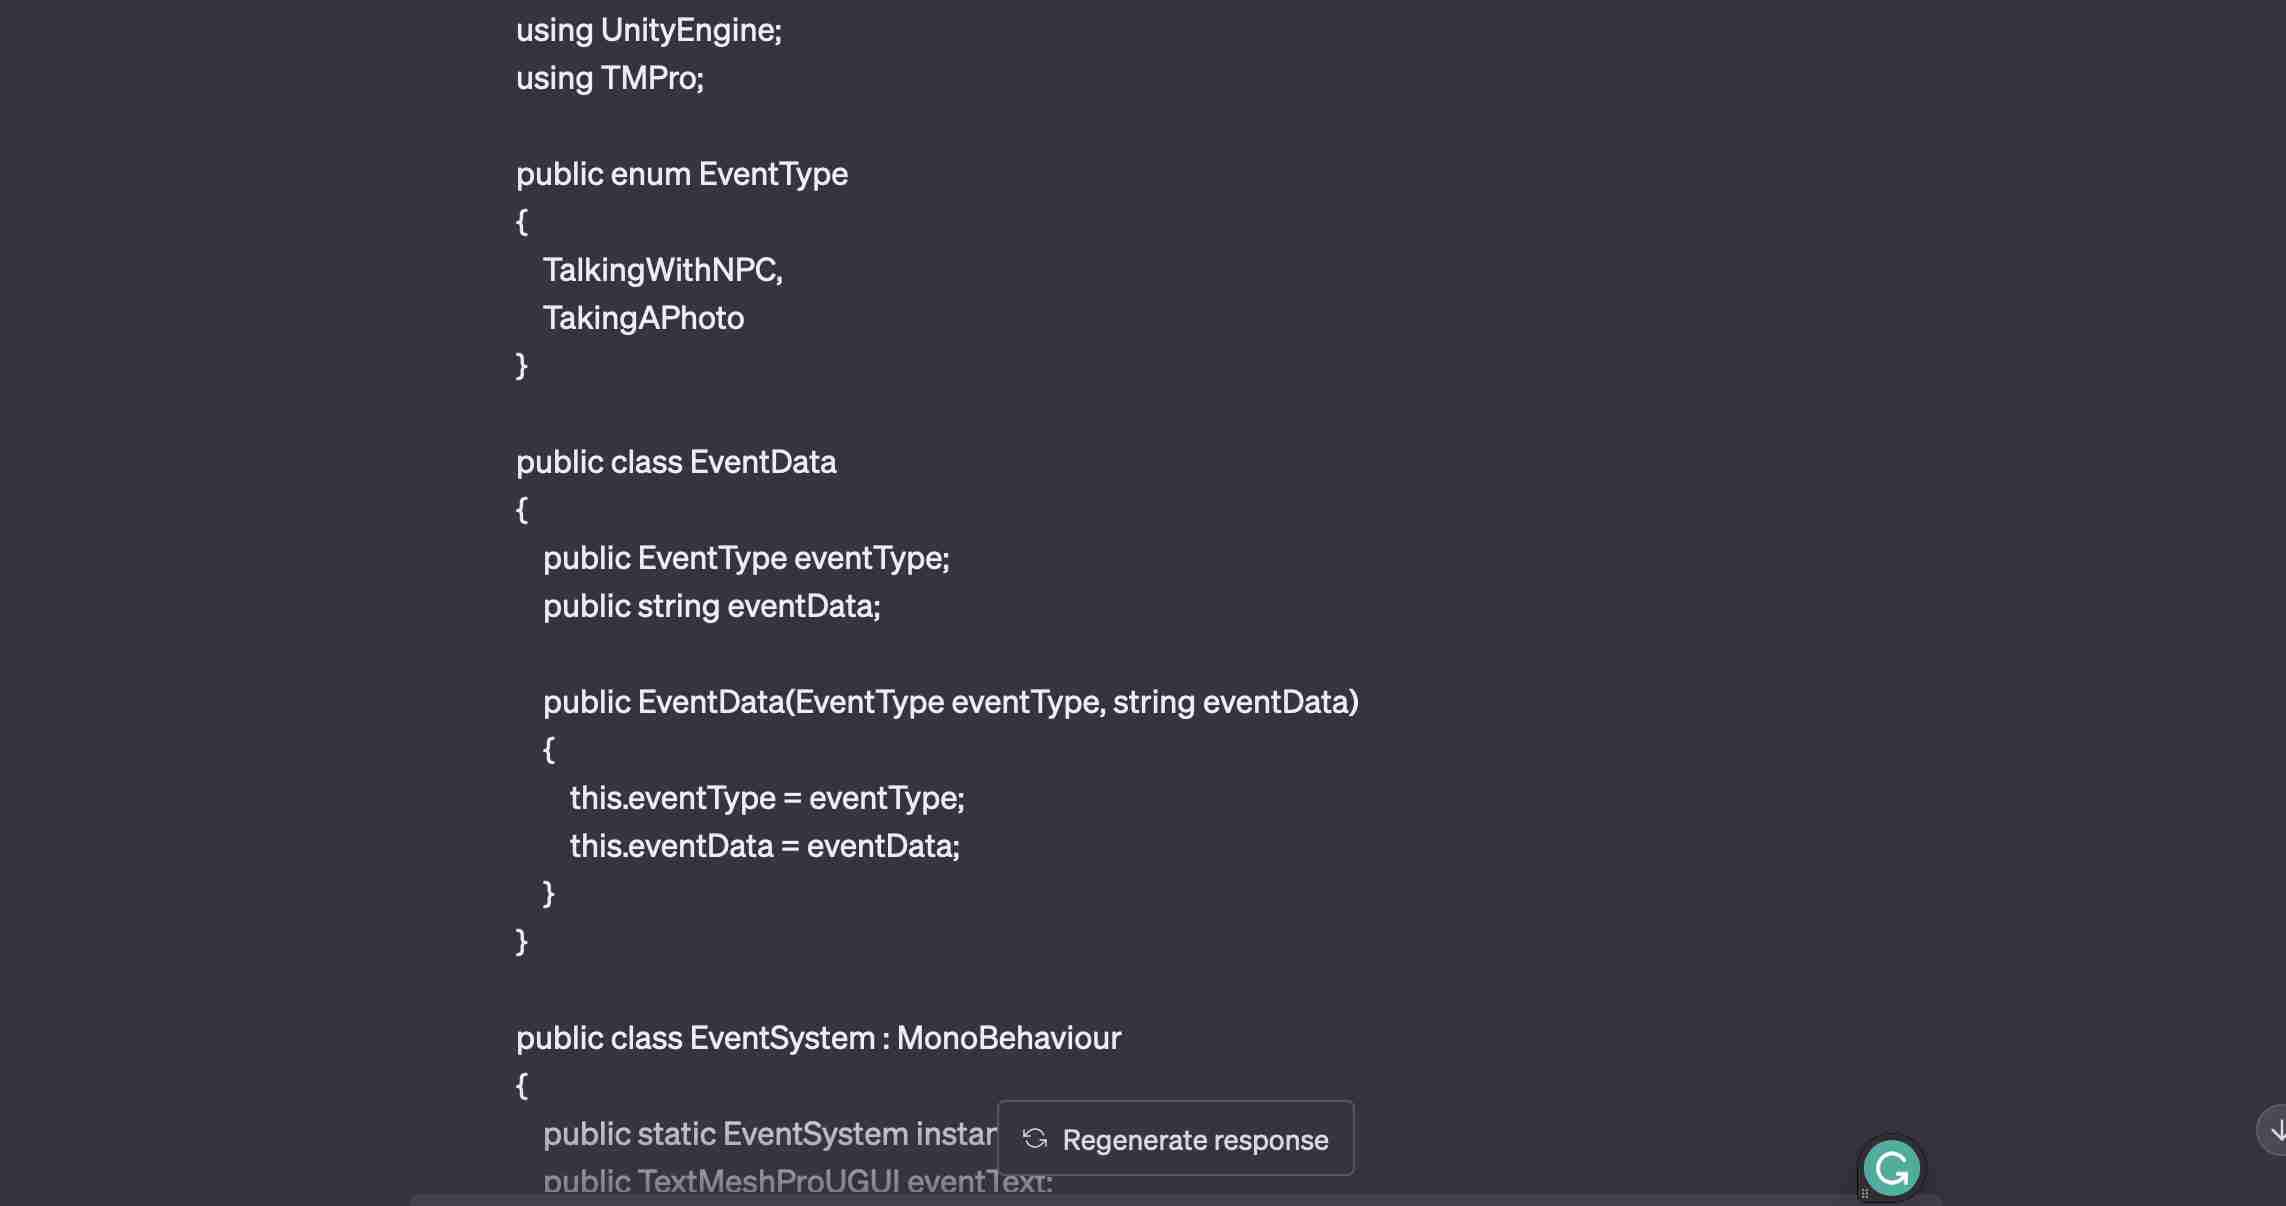 using UnityEngine;
using TMPro;
public enum EventType
{
TalkingWithNPC,
TakingAPhoto
}
public class EventData
{
public EventType eventType;
public string eventData;
public EventData(EventType eventType, string eventData)
{
this.eventType = eventType;
this.eventData = eventData;
}
}
public class EventSystem : MonoBehaviour
{
public static EventSystem instan
Regenerate response
public TextMeshProUGUI eventText;
G